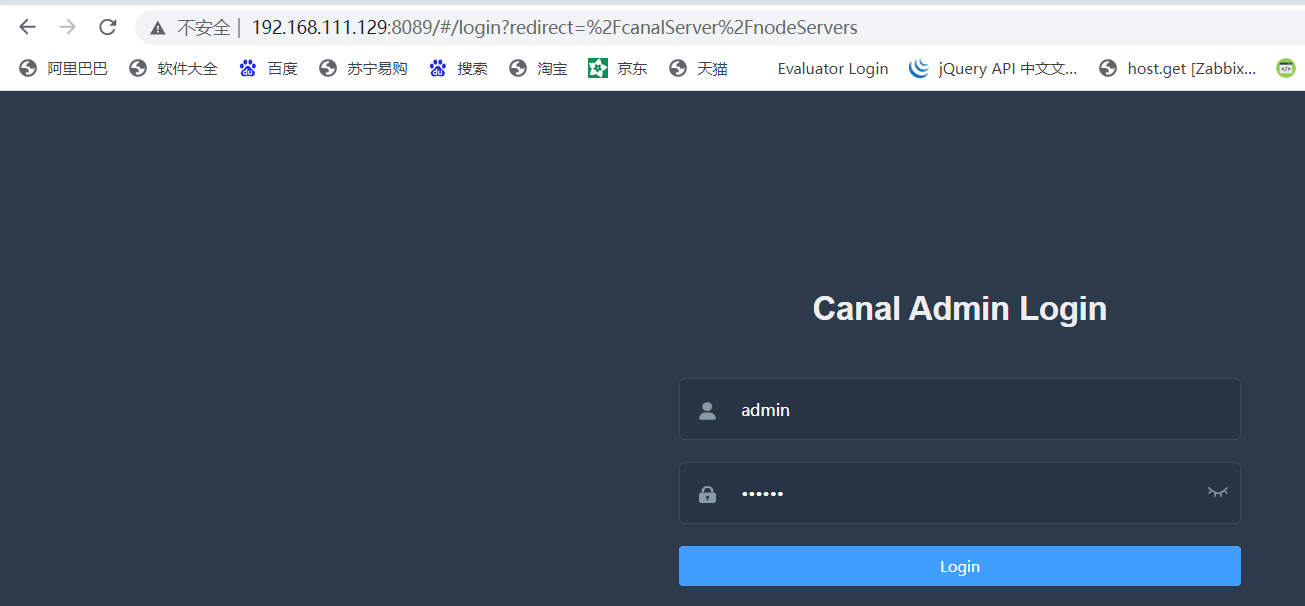 不安全 | 192.168.111.129:8089/#/login?redirect=%2FcanalServer%2FnodeServers
阿里巴巴 软件大全 百度 苏宁易购 搜索 淘宝 京东 天猫 Evaluator Login jQuery API 中文文... host.get [Zabbix...
Canal Admin Login
admin
••••••
Login